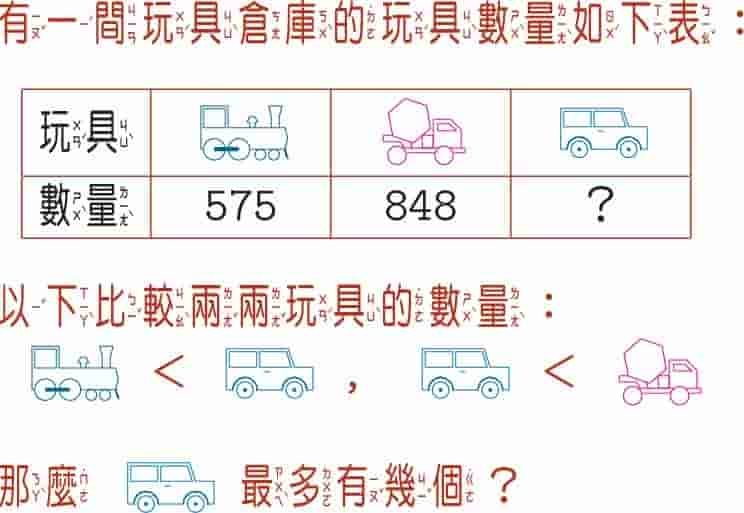 有一間玩具倉庫的玩具數量如下表：
玩具
數量 575 848 ？
以下比較兩兩玩具的數量：
< , <
那麼 最多有幾個？